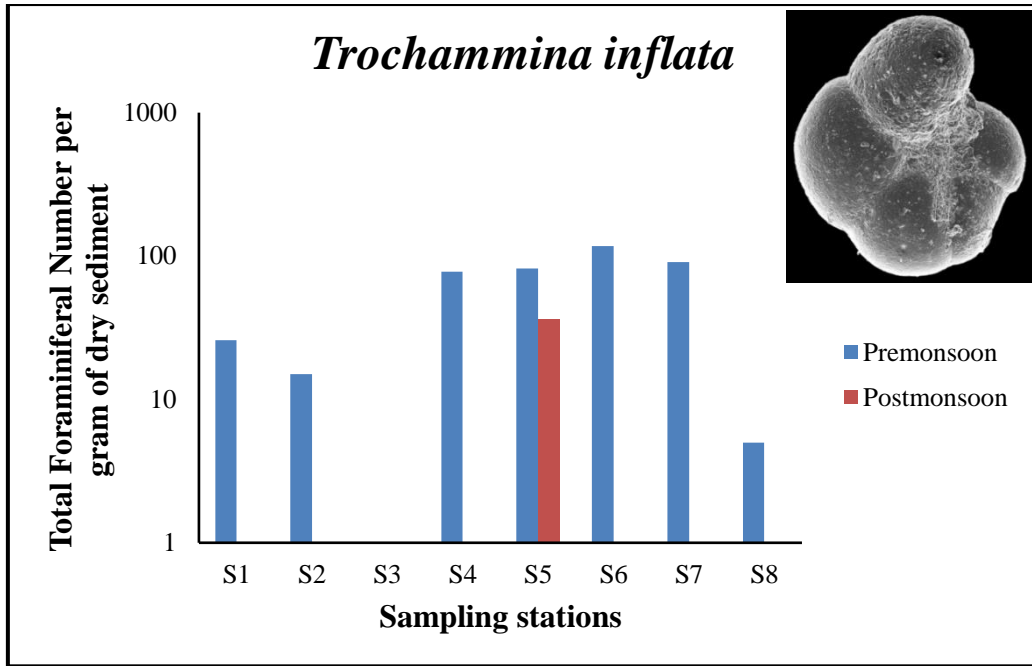 Trochammina inflata
Total Foraminiferal Number per
gram of dry sediment
1000
100
10
1
S1 S2 S3 S4 S5 S6 S7 S8
Sampling stations
Premonsoon
Postmonsoon